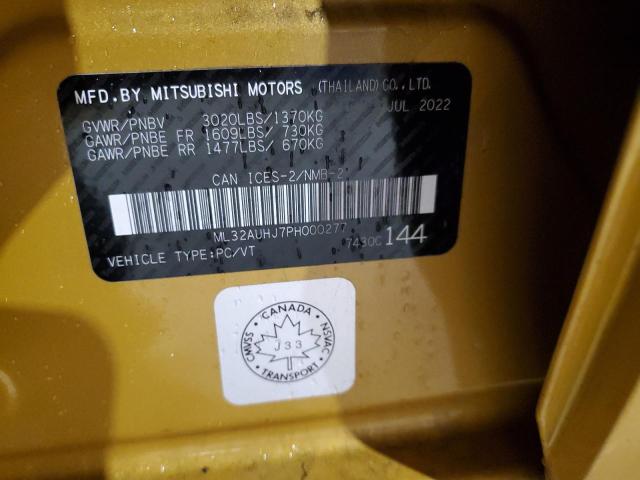 MFD.BY MITSUBISHI MOTORS (THAILAND)CO.,LTD.
JUL 2022
GVWR/PNBV 3020LBS/1370KG
GAWR/PNBE FR 1609LBS/ 730KG
GAWR/PNBE RR 1477LBS/ 670KG
CAN ICES-2/NMB-2
ML32AUHJ7PH000277
7430C 144
VEHICLE TYPE:PC/VT
CANADA
CMVSS J33 NSVAC
TRANSPORT